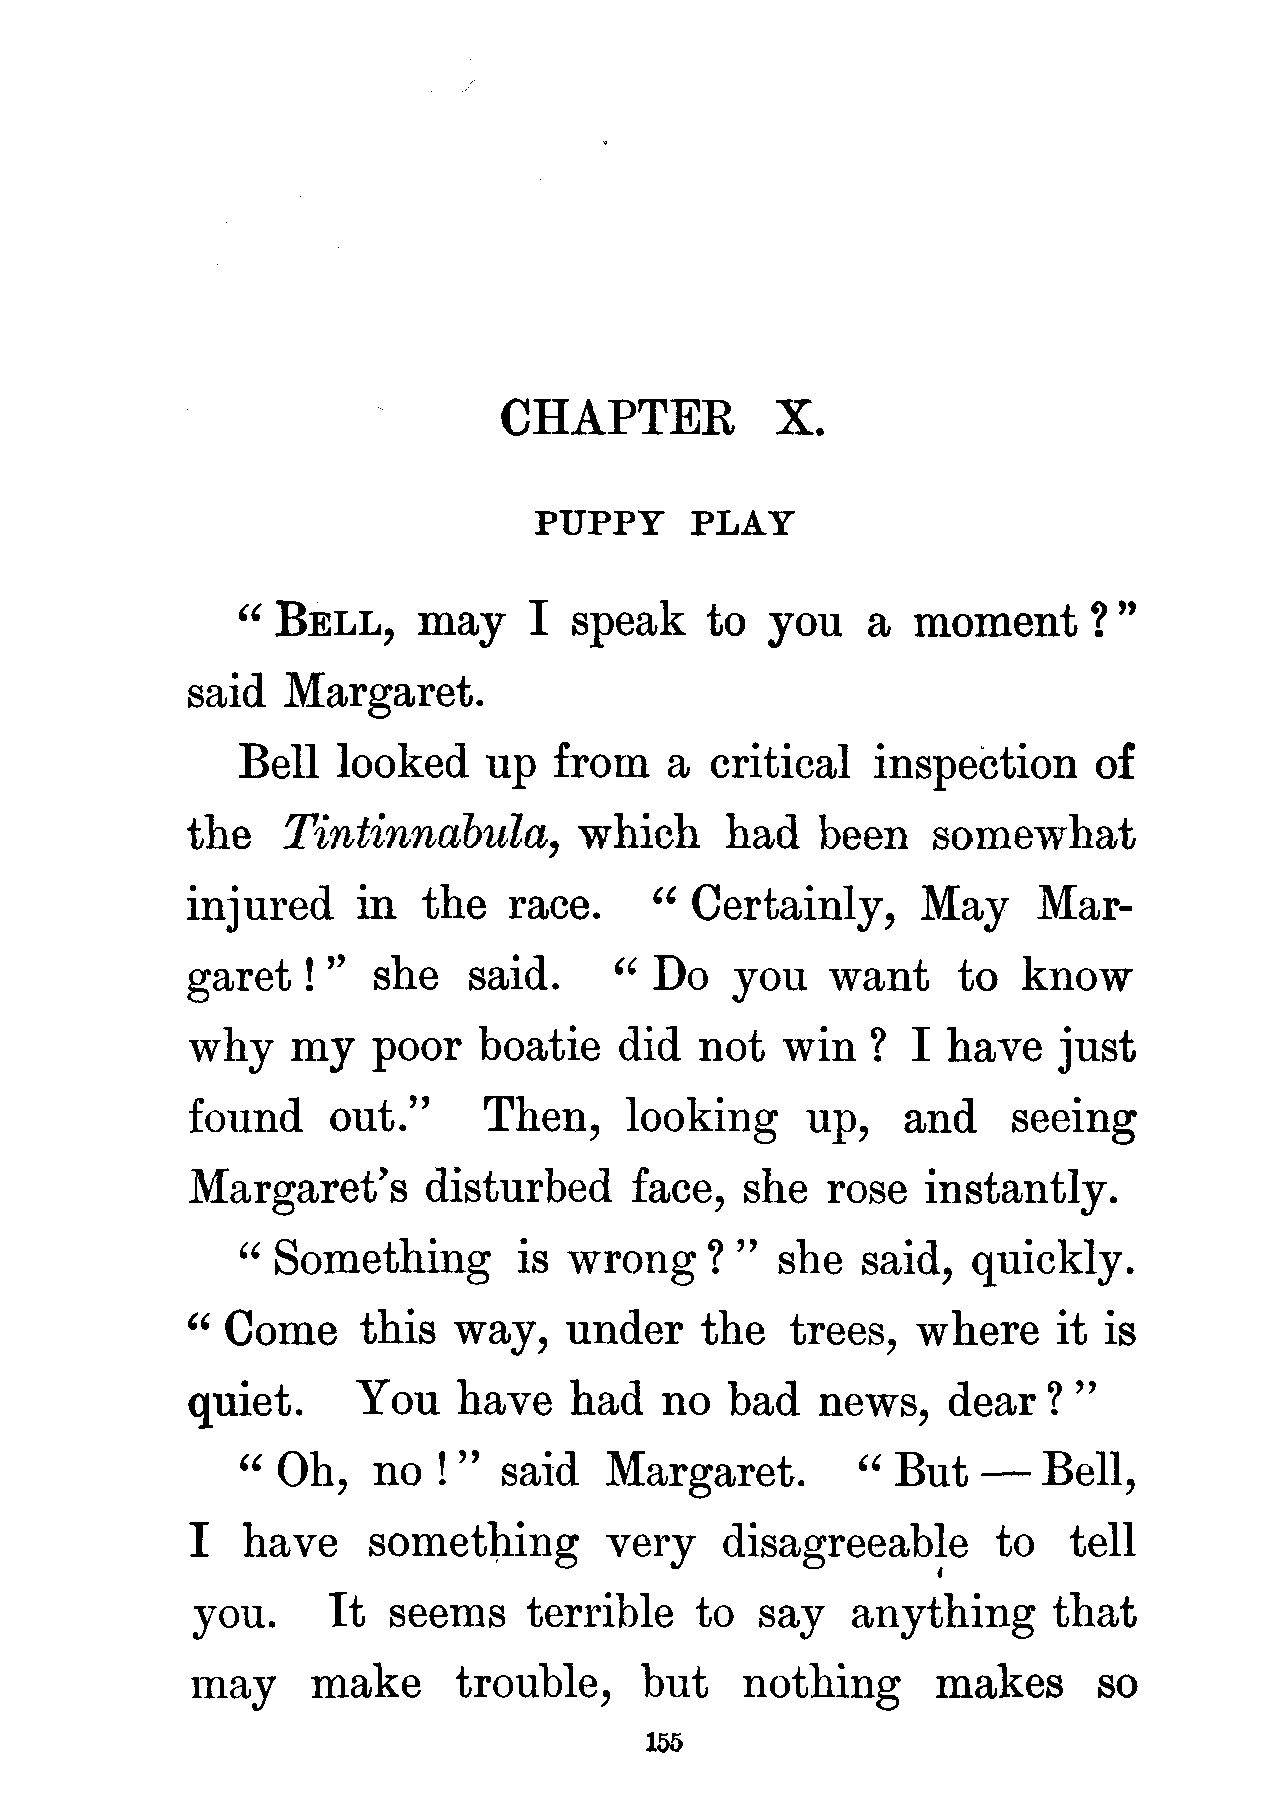 CHAPTER X.
PUPPY PLAY
“ BELL, may I speak to you a moment ? ”
said Margaret.
Bell looked up from a critical inspection of
the Tintinnabula, which had been somewhat
injured in the race. “ Certainly, May Mar-
garet ! ” she said. “ Do you want to know
why my poor boatie did not win ? I have just
found out.” Then, looking up, and seeing
Margaret’s disturbed face, she rose instantly.
“ Something is wrong ? ” she said, quickly.
“ Come this way, under the trees, where it is
quiet. You have had no bad news, dear ? ”
“ Oh, no ! ” said Margaret. “ But — Bell,
I have something very disagreeable to tell
you. It seems terrible to say anything that
may make trouble, but nothing makes so
155